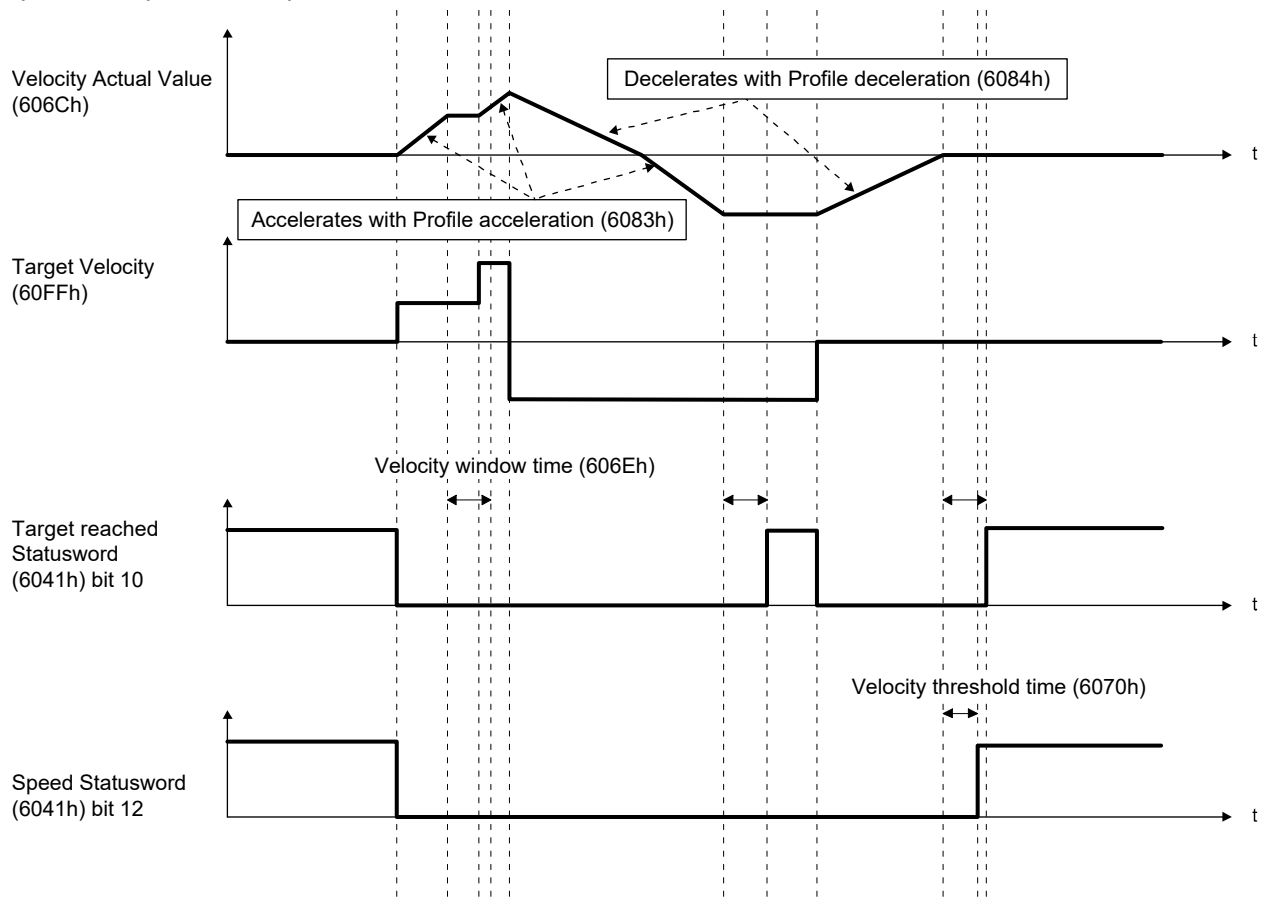 Velocity Actual Value
(606Ch)
Decelerates with Profile deceleration (6084h)
t
Accelerates with Profile acceleration (6083h)
Target Velocity
(60FFh)
t
Velocity window time (606Eh)
Target reached
Statusword
(6041h) bit 10
t
Velocity threshold time (6070h)
Speed Statusword
(6041h) bit 12
t